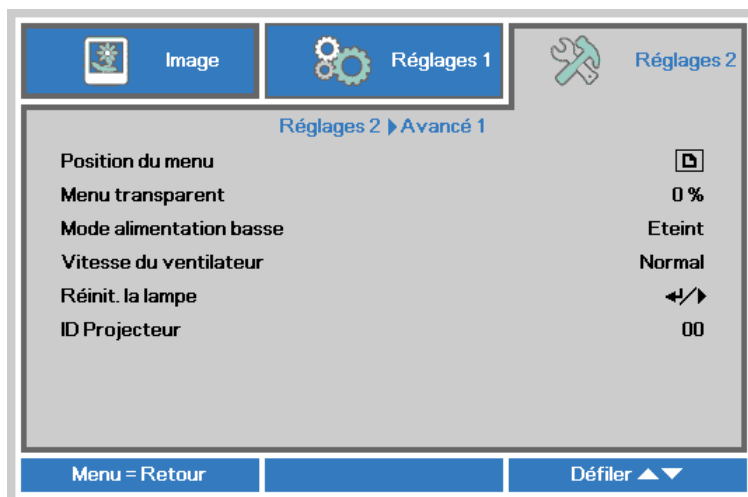 Image
Réglages 1
Réglages 2
Réglages 2 Avancé 1
Position du menu
Menu transparent 0 %
Mode alimentation basse Eteint
Vitesse du ventilateur Normal
Réinit. la lampe /
ID Projecteur 00
Menu = Retour
Défiler